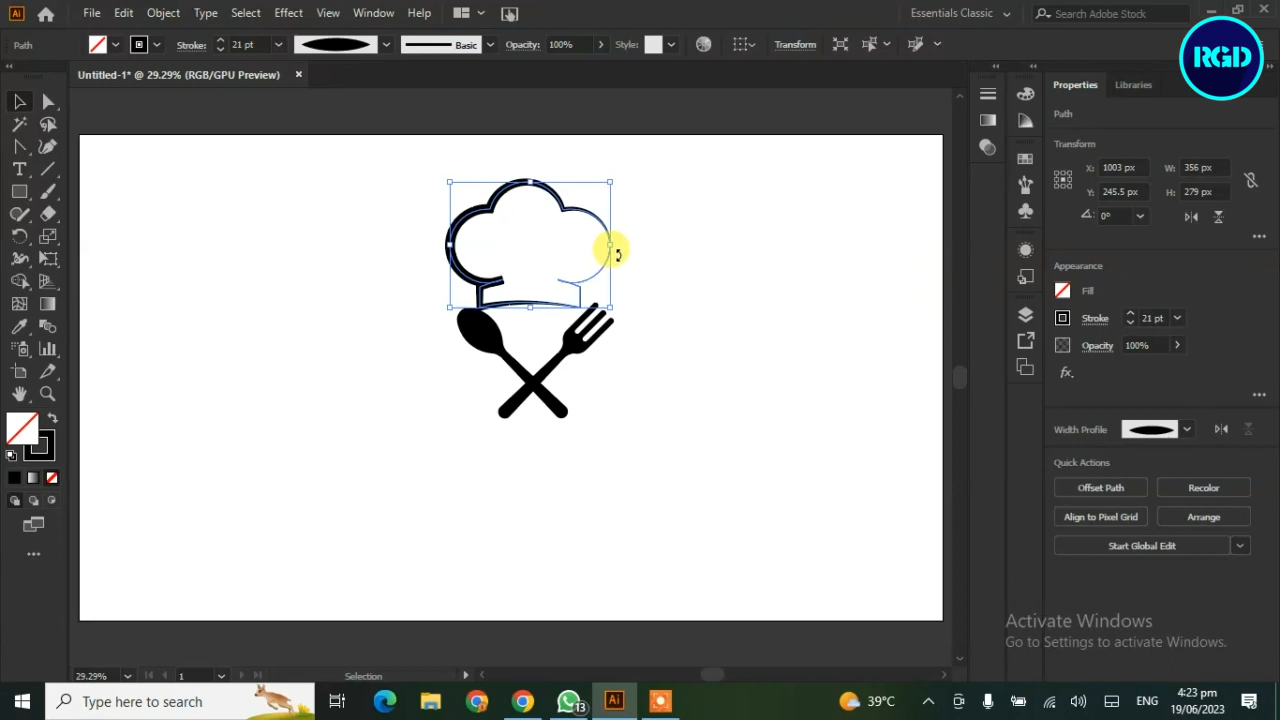 Ai
File Edit Object Type Select Effect View Window Help
Essentials Classic
Search Adobe Stock
Path
Stroke: 21 pt
Basic
Opacity: 100%
Style:
Transform
RGD
Untitled-1* @ 29.29% (RGB/GPU Preview) ×
Properties Libraries
Path
Transform
X: 1003 px W: 356 px
Y: 245.5 px H: 279 px
0°
Appearance
Fill
Stroke 21 pt
Opacity 100%
fx.
Width Profile
Quick Actions
Offset Path Recolor
Align to Pixel Grid Arrange
Start Global Edit
Activate Windows
Go to Settings to activate Windows.
29.29% 1 Selection
Type here to search
13
Ai
39°C
ENG
4:23 pm
19/06/2023